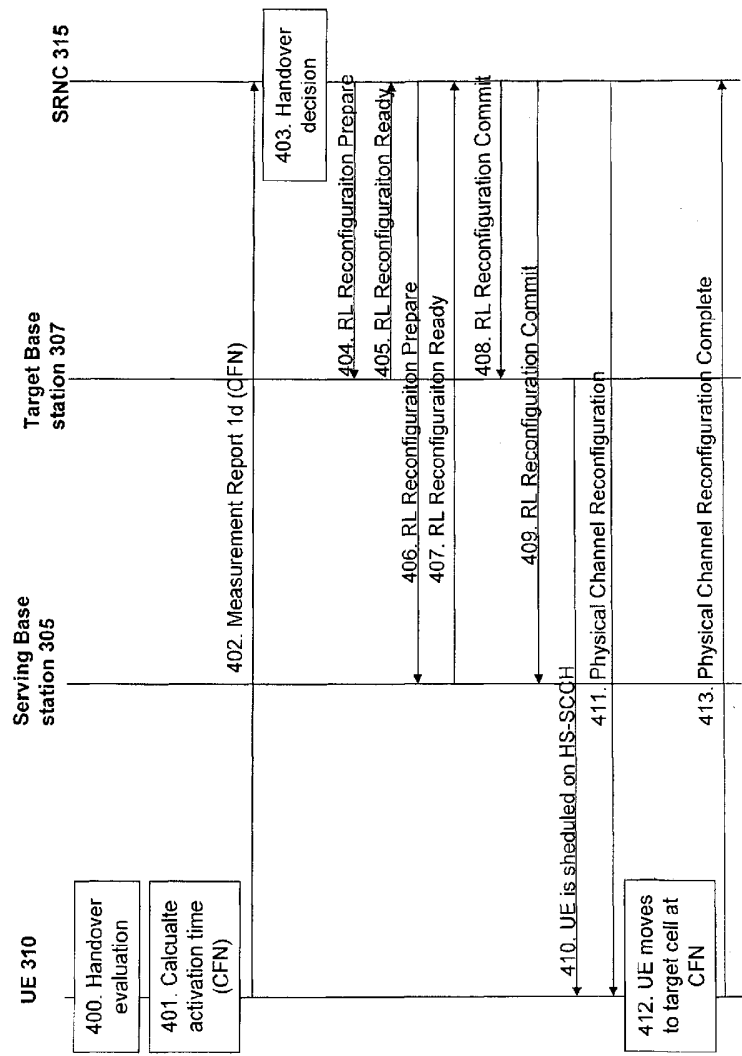 UE 310
Serving Base
station 305
Target Base
station 307
SRNC 315
400. Handover
evaluation
401. Calcualte
activation time
(CFN)
402. Measurement Report 1d (CFN)
403. Handover
decision
404. RL Reconfiguraiton Prepare
405. RL Reconfiguraiton Ready
406. RL Reconfiguraiton Prepare
407. RL Reconfiguraiton Ready
408. RL Reconfiguration Commit
409. RL Reconfiguration Commit
410. UE is sheduled on HS-SCCH
411. Physical Channel Reconfiguration
412. UE moves
to target cell at
CFN
413. Physical Channel Reconfiguration Complete